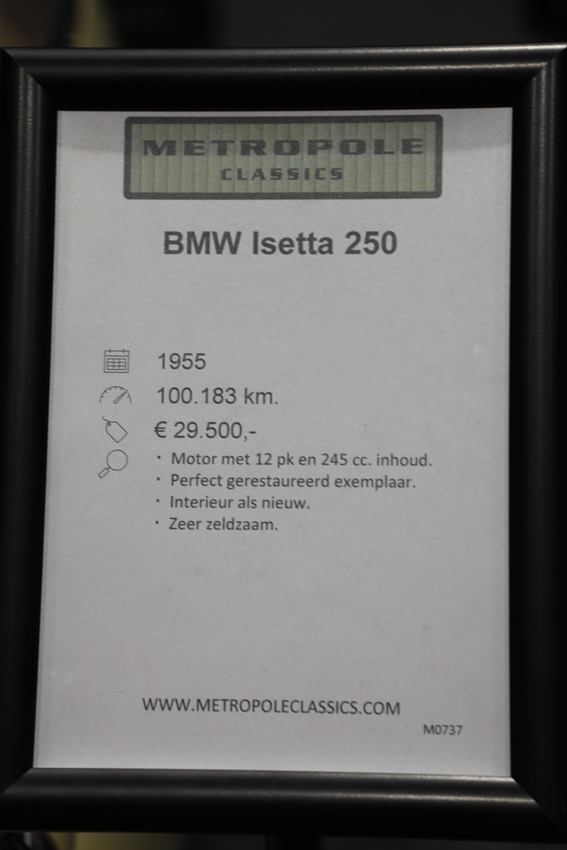 METROPOLE
CLASSICS
BMW Isetta 250
1955
100.183 km.
€ 29.500,-
· Motor met 12 pk en 245 cc. inhoud.
· Perfect gerestaureerd exemplaar.
· Interieur als nieuw.
· Zeer zeldzaam.
WWW.METROPOLECLASSICS.COM
M0737